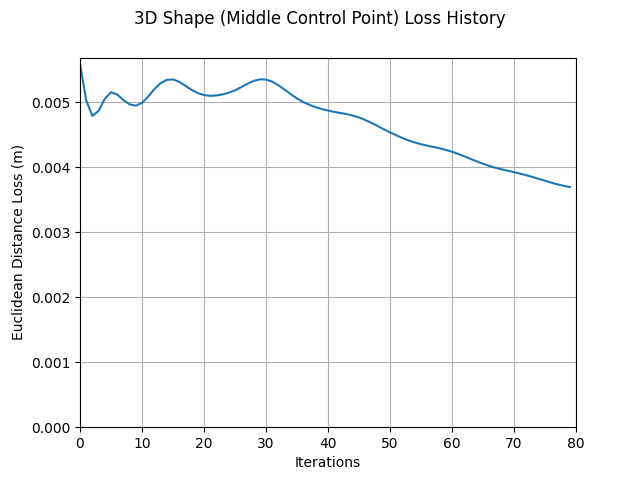 3D Shape (Middle Control Point) Loss History
Euclidean Distance Loss (m)
0.005
0.004
0.003
0.002
0.001
0.000
0 10 20 30 40 50 60 70 80
Iterations